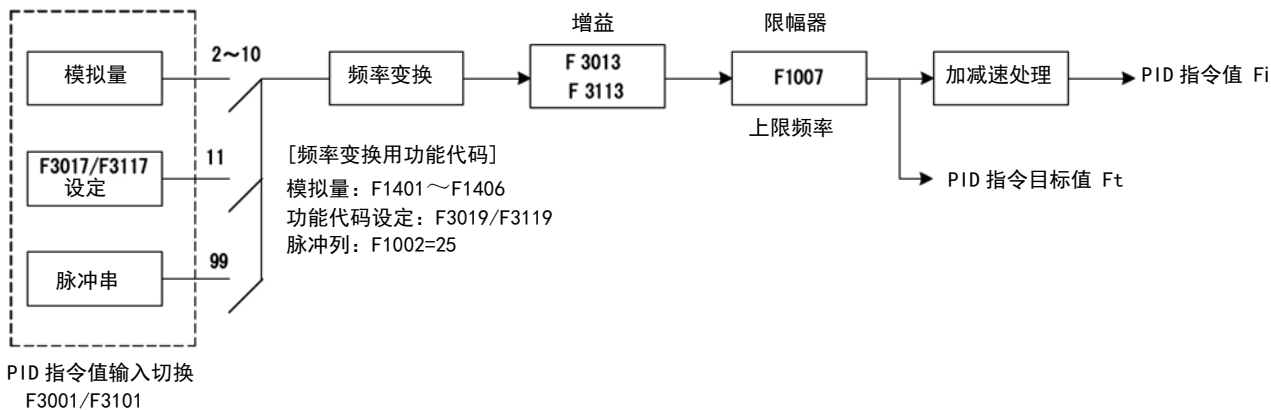 增益
限幅器
2～10
模拟量
频率变换
F 3013
F 3113
F1007
加减速处理
PID 指令值 Fi
上限频率
F3017/F3117
设定
11
[频率变换用功能代码]
模拟量：F1401～F1406
功能代码设定：F3019/F3119
脉冲列：F1002=25
PID 指令目标值 Ft
99
脉冲串
PID 指令值输入切换
F3001/F3101